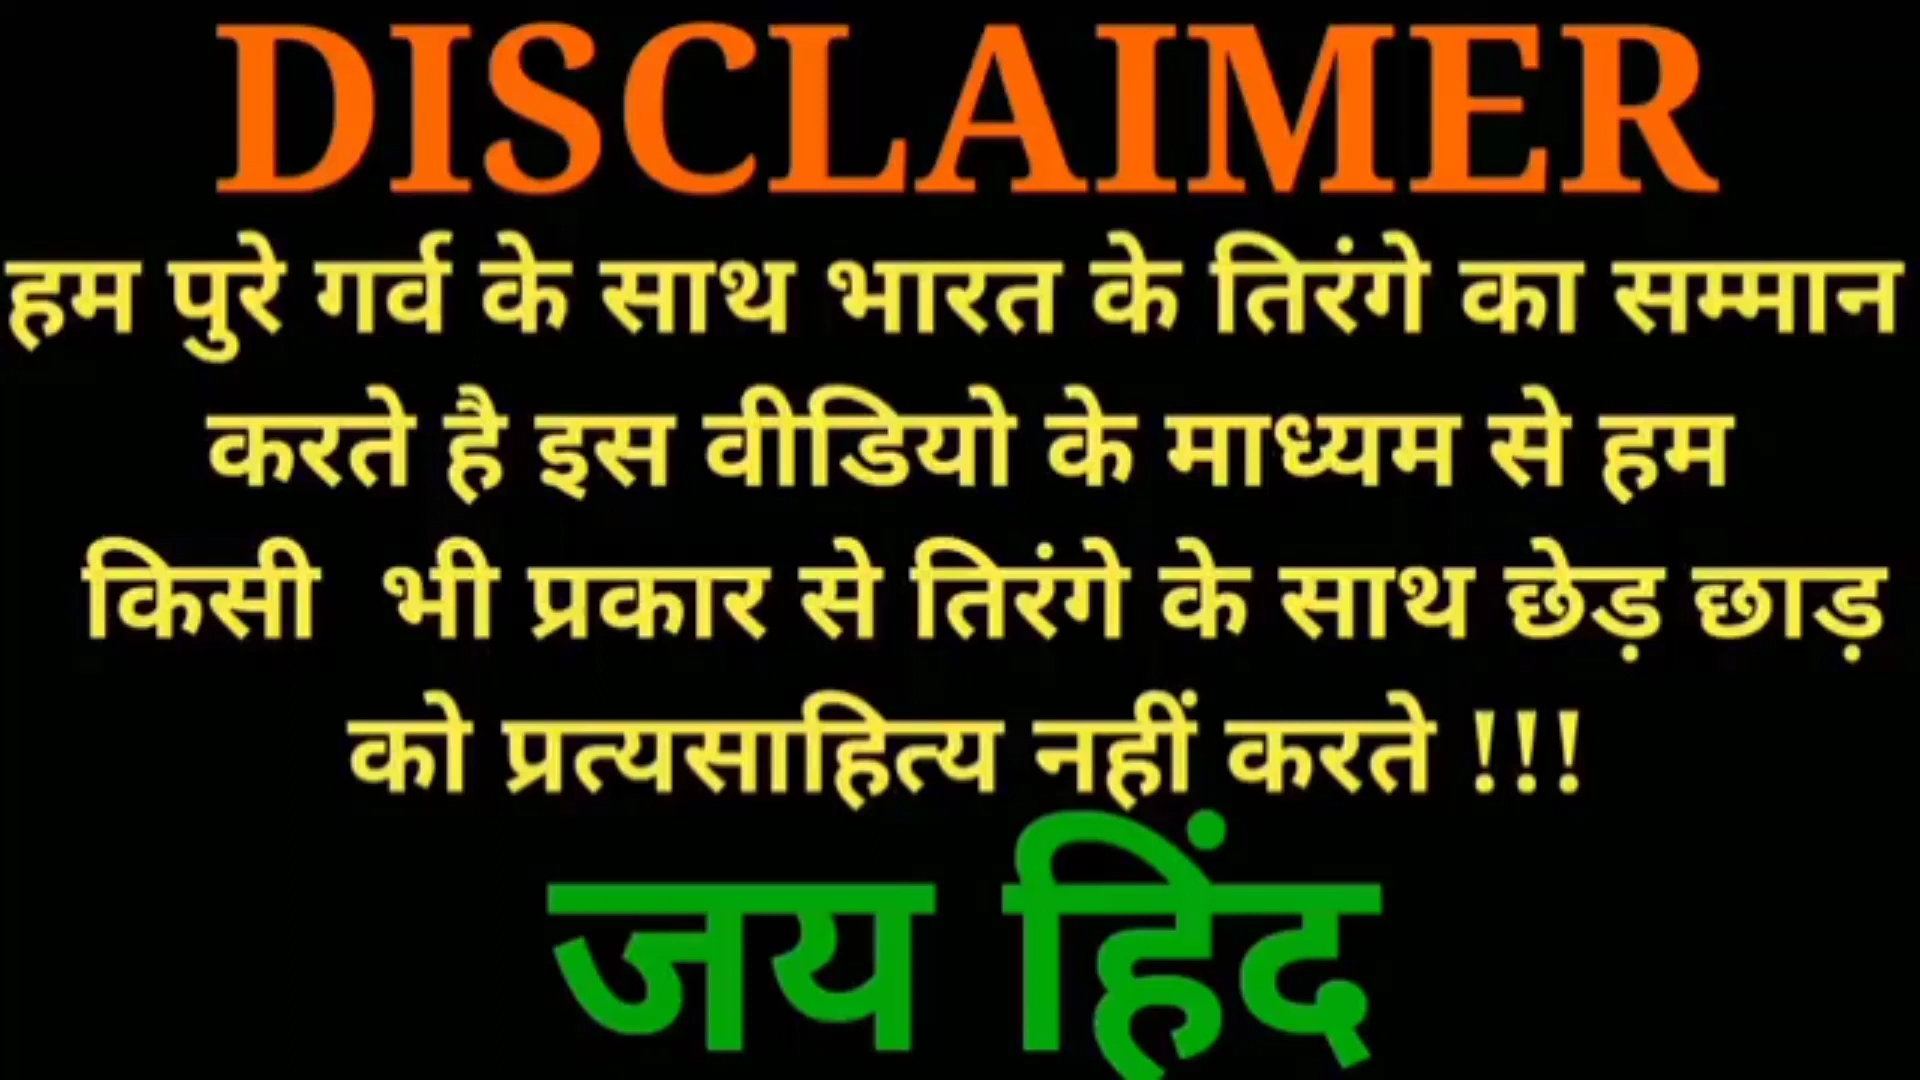 DISCLAIMER
हम पुरे गर्व के साथ भारत के तिरंगे का सम्मान
करते है इस वीडियो के माध्यम से हम
किसी भी प्रकार से तिरंगे के साथ छेड़ छाड़
को प्रत्यसाहित्य नहीं करते !!!
जय हिंद